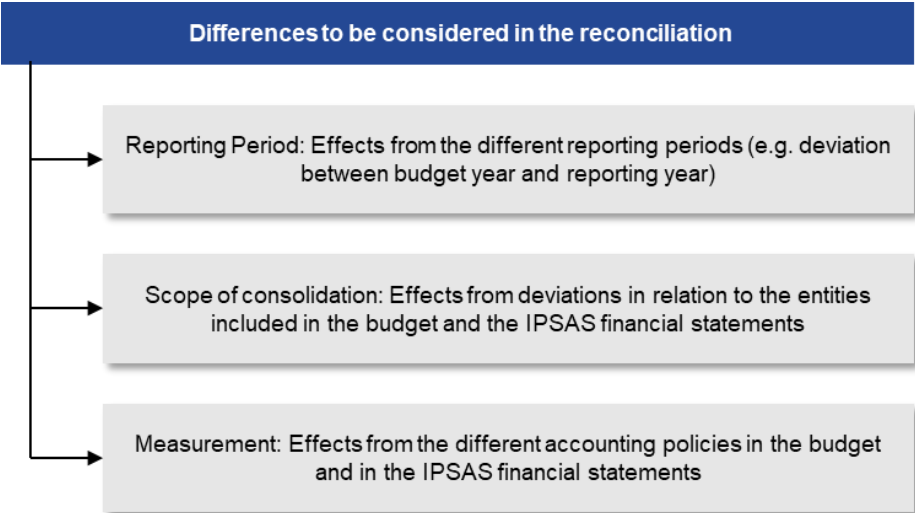 Differences to be considered in the reconciliation
Reporting Period: Effects from the different reporting periods (e.g. deviation
between budget year and reporting year)
Scope of consolidation: Effects from deviations in relation to the entities
included in the budget and the IPSAS financial statements
Measurement: Effects from the different accounting policies in the budget
and in the IPSAS financial statements